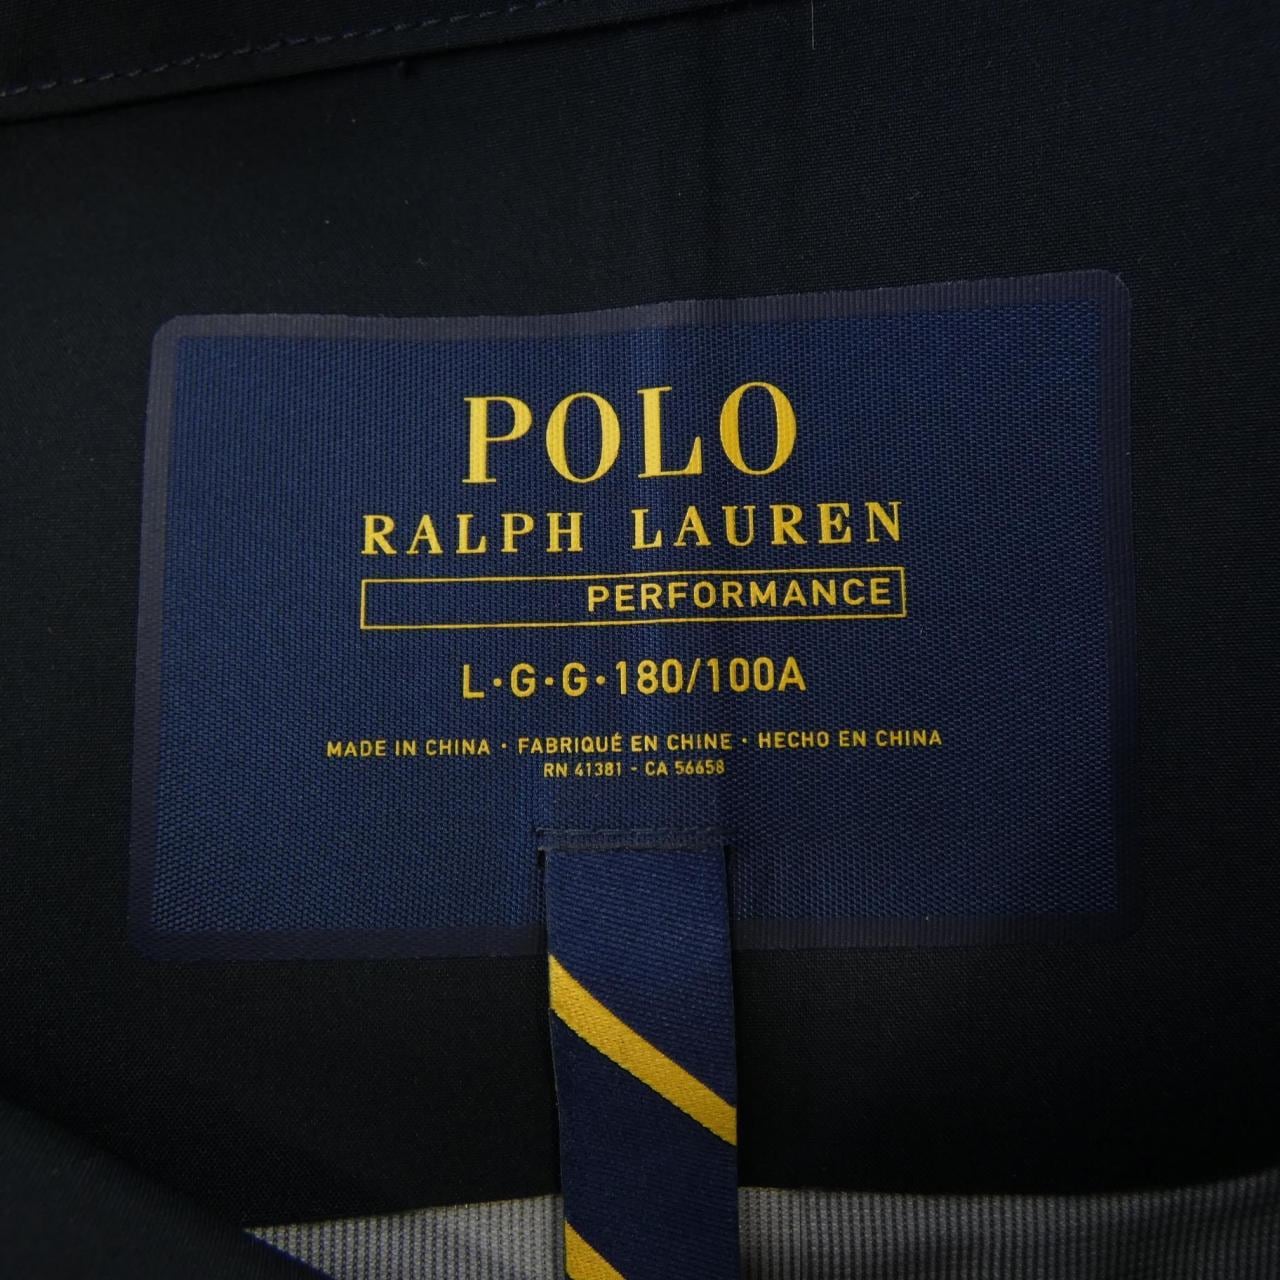 POLO
RALPH LAUREN
PERFORMANCE
L·G·G·180/100A
MADE IN CHINA · FABRIQUÉ EN CHINE · HECHO EN CHINA
RN 41381 - CA 56658